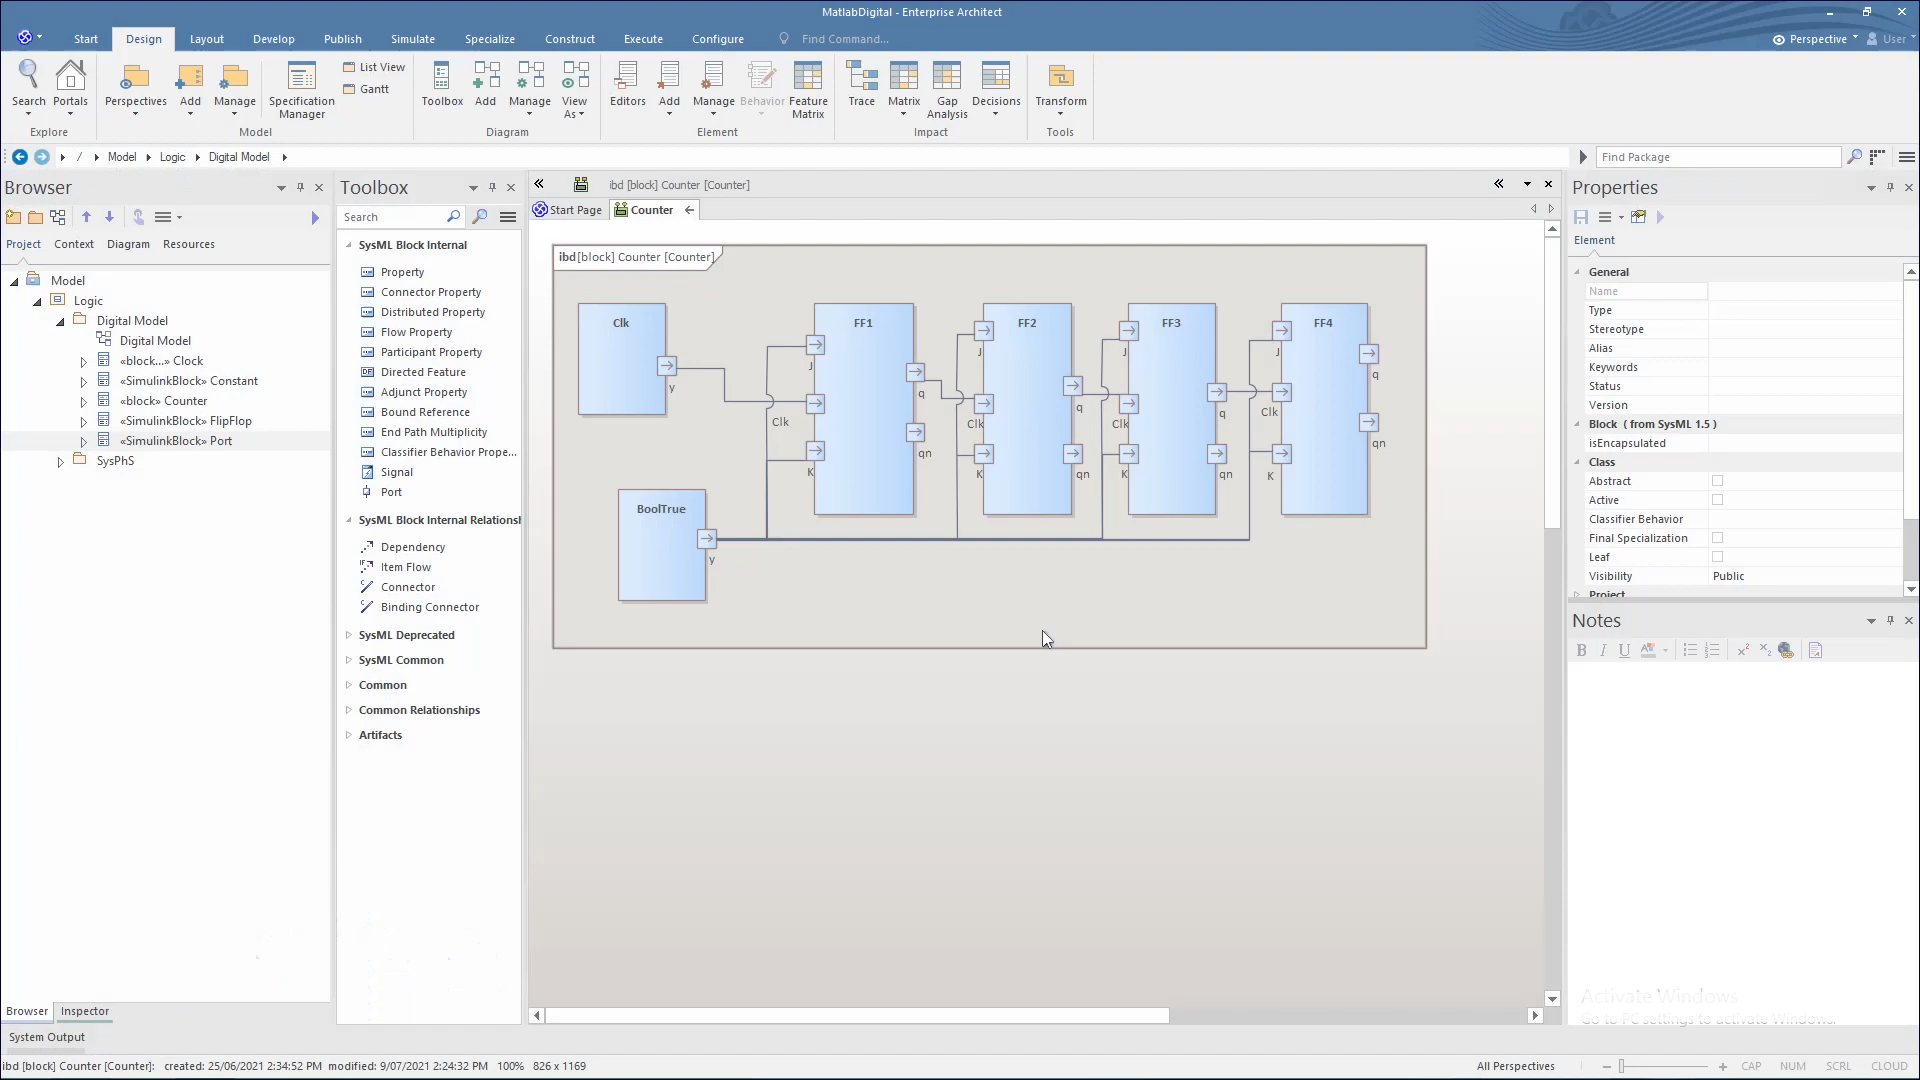 MatlabDigital - Enterprise Architect
Start Design Layout Develop Publish Simulate Specialize Construct Execute Configure Find Command... Perspective User
List View
Gantt
Search Portals Perspectives Add Manage Specification Manager Toolbox Add Manage View As Editors Add Manage Behavior Feature Matrix Trace Matrix Gap Analysis Decisions Transform
Explore Model Diagram Element Impact Tools
/ Model Logic Digital Model Find Package
Browser
Project Context Diagram Resources
Model
Logic
Digital Model
Digital Model
«block...» Clock
«SimulinkBlock» Constant
«block» Counter
«SimulinkBlock» FlipFlop
«SimulinkBlock» Port
SysPhS
Browser Inspector
Toolbox
Search
SysML Block Internal
Property
Connector Property
Distributed Property
Flow Property
Participant Property
Directed Feature
Adjunct Property
Bound Reference
End Path Multiplicity
Classifier Behavior Prope...
Signal
Port
SysML Block Internal Relationsh
Dependency
Item Flow
Connector
Binding Connector
SysML Deprecated
SysML Common
Common
Common Relationships
Artifacts
ibd [block] Counter [Counter]
Start Page Counter
ibd [block] Counter [Counter]
Clk FF1 FF2 FF3 FF4
J J J J
y q q q q
Clk Clk Clk Clk
K qn K qn K qn K qn
BoolTrue
y
Properties
Element
General
Name
Type
Stereotype
Alias
Keywords
Status
Version
Block ( from SysML 1.5 )
isEncapsulated
Class
Abstract
Active
Classifier Behavior
Final Specialization
Leaf
Visibility Public
Project
Notes
B I U
Activate Windows
Go to PC settings to activate Windows.
System Output
ibd [block] Counter [Counter]: created: 25/06/2021 2:34:52 PM modified: 9/07/2021 2:24:32 PM 100% 826 x 1169 All Perspectives CAP NUM SCRL CLOUD